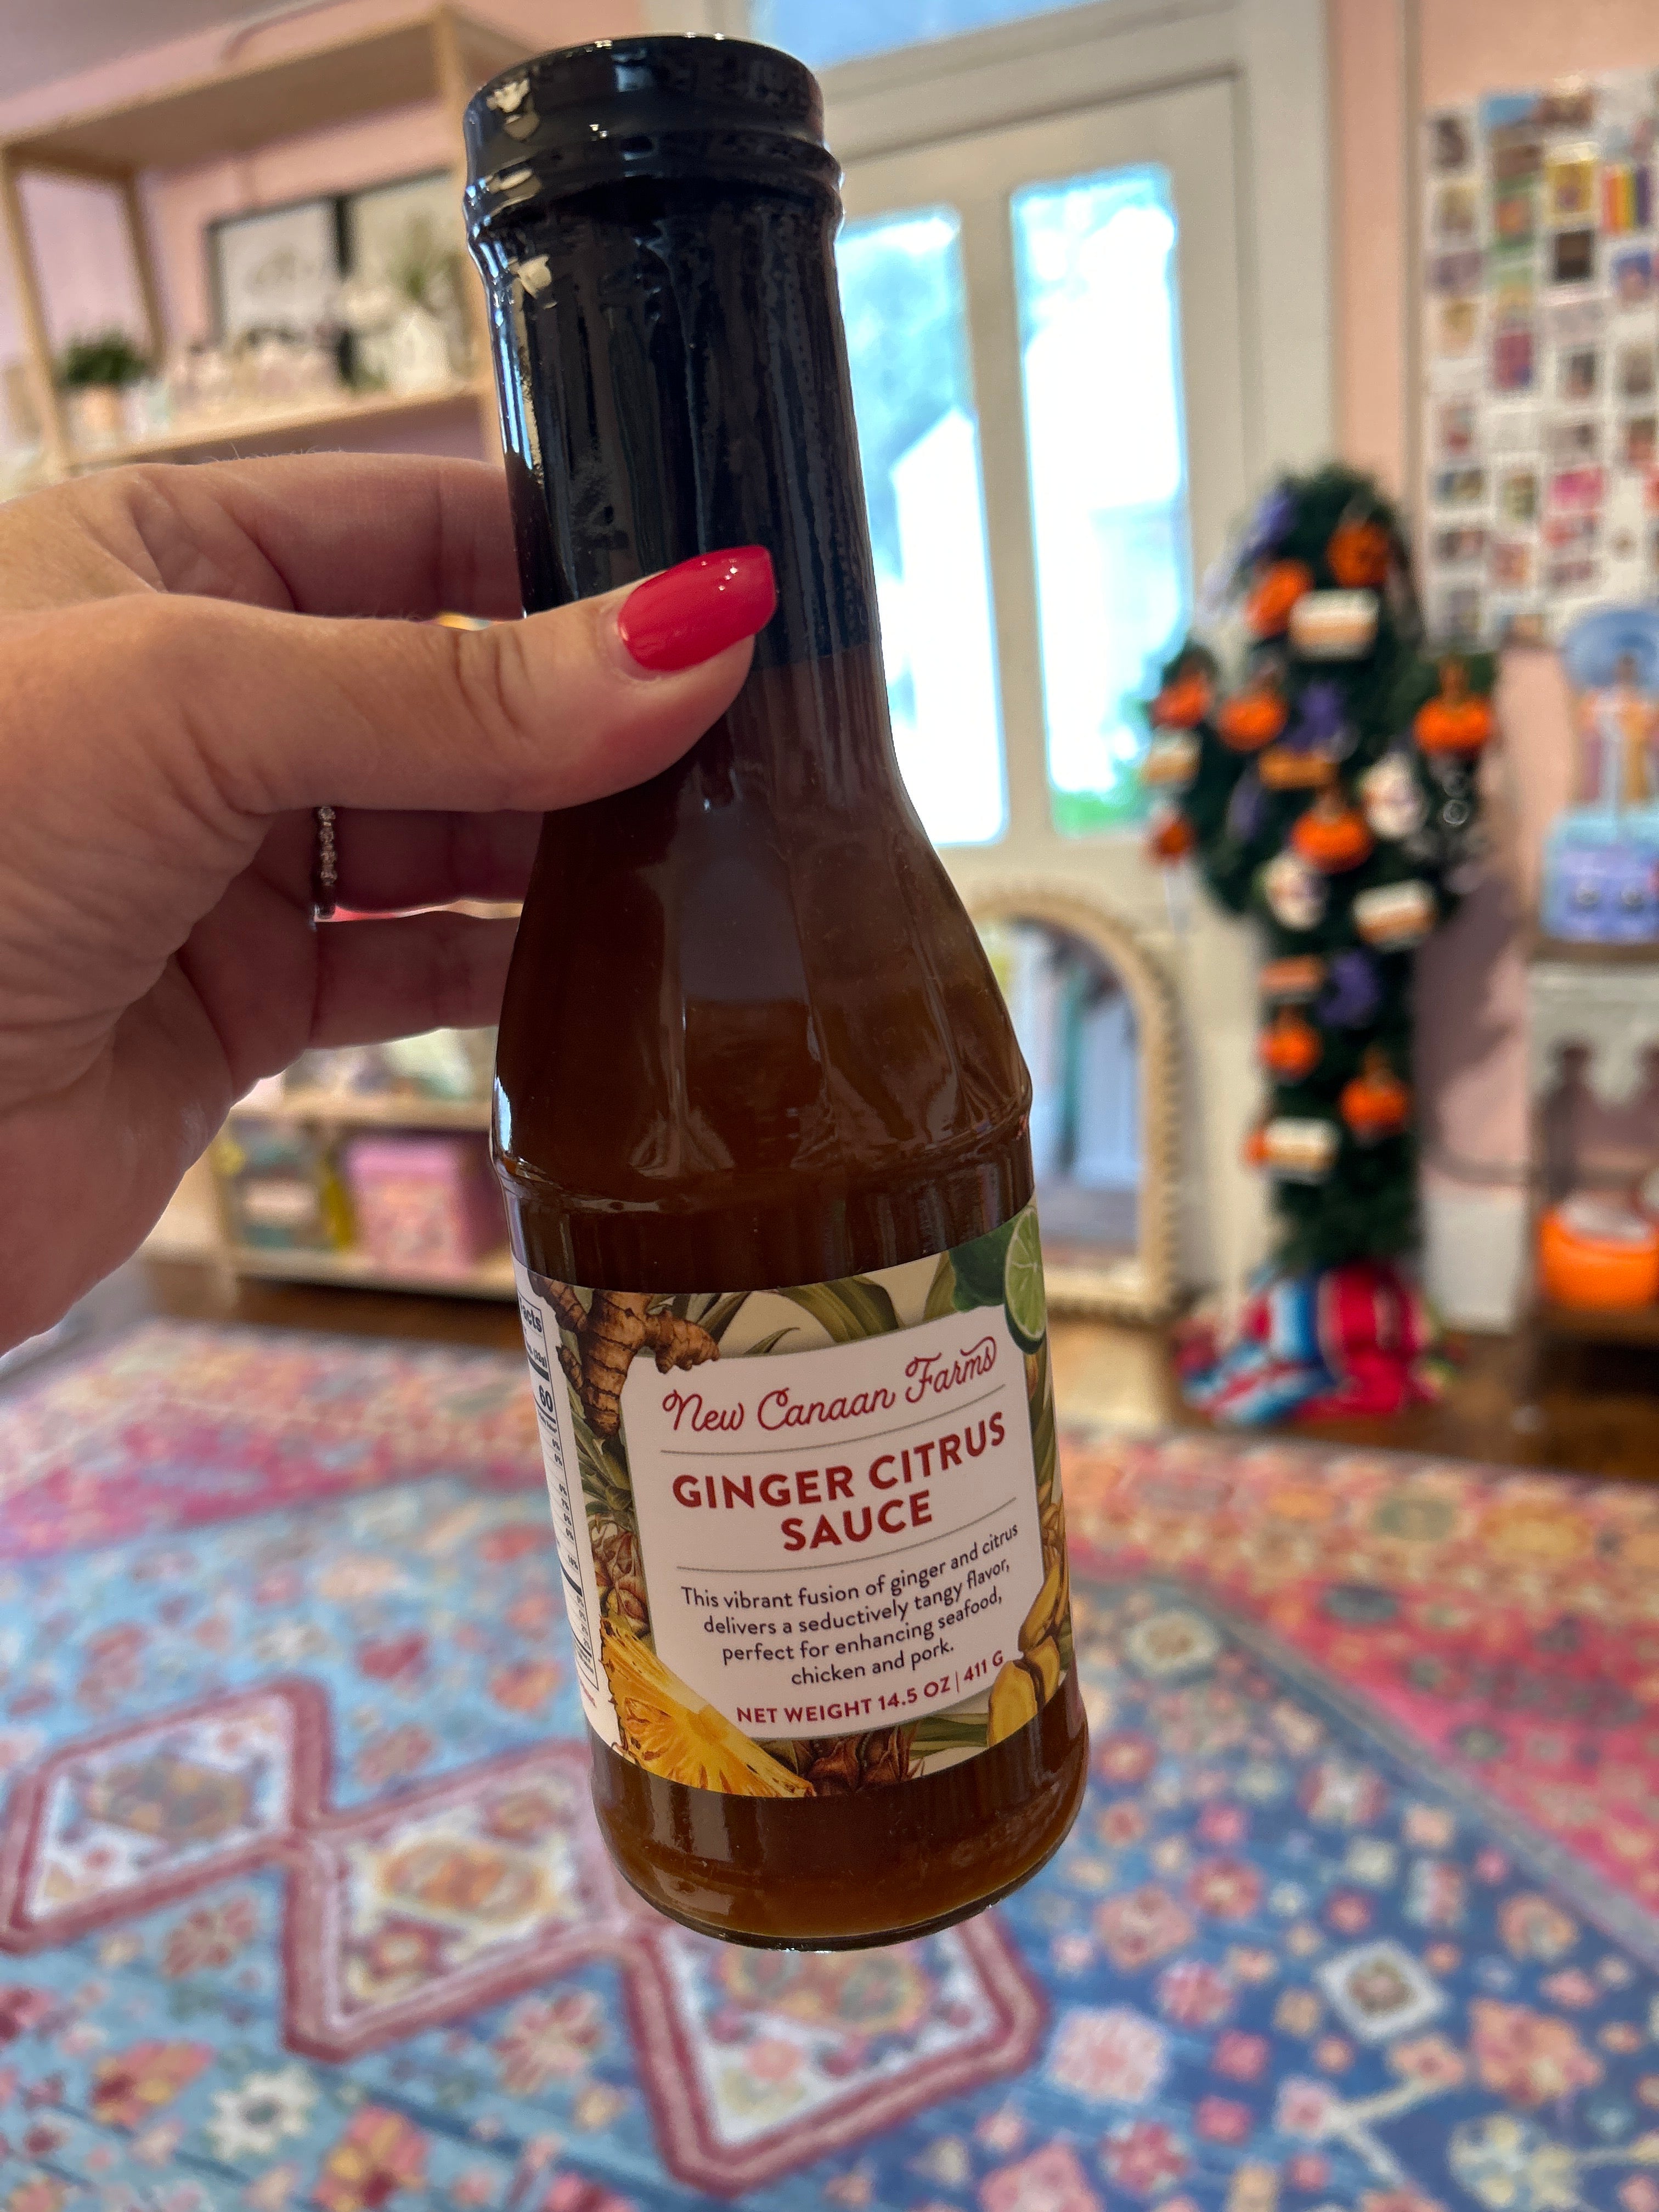 New Canaan Farms
GINGER CITRUS
SAUCE
This vibrant fusion of ginger and citrus
delivers a seductively tangy flavor,
perfect for enhancing seafood,
chicken and pork.
NET WEIGHT 14.5 OZ | 411 G
60